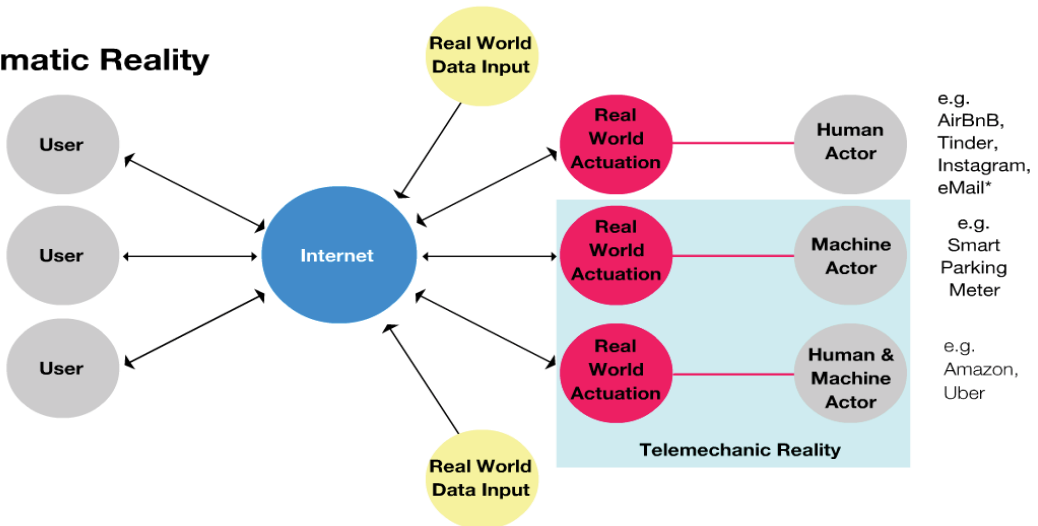 matic Reality
Real World
Data Input
User
User
User
Internet
Real World
Data Input
Real
World
Actuation
Human
Actor
e.g.
AirBnB,
Tinder,
Instagram,
eMail*
Real
World
Actuation
Machine
Actor
e.g.
Smart
Parking
Meter
Real
World
Actuation
Human &
Machine
Actor
e.g.
Amazon,
Uber
Telemechanic Reality